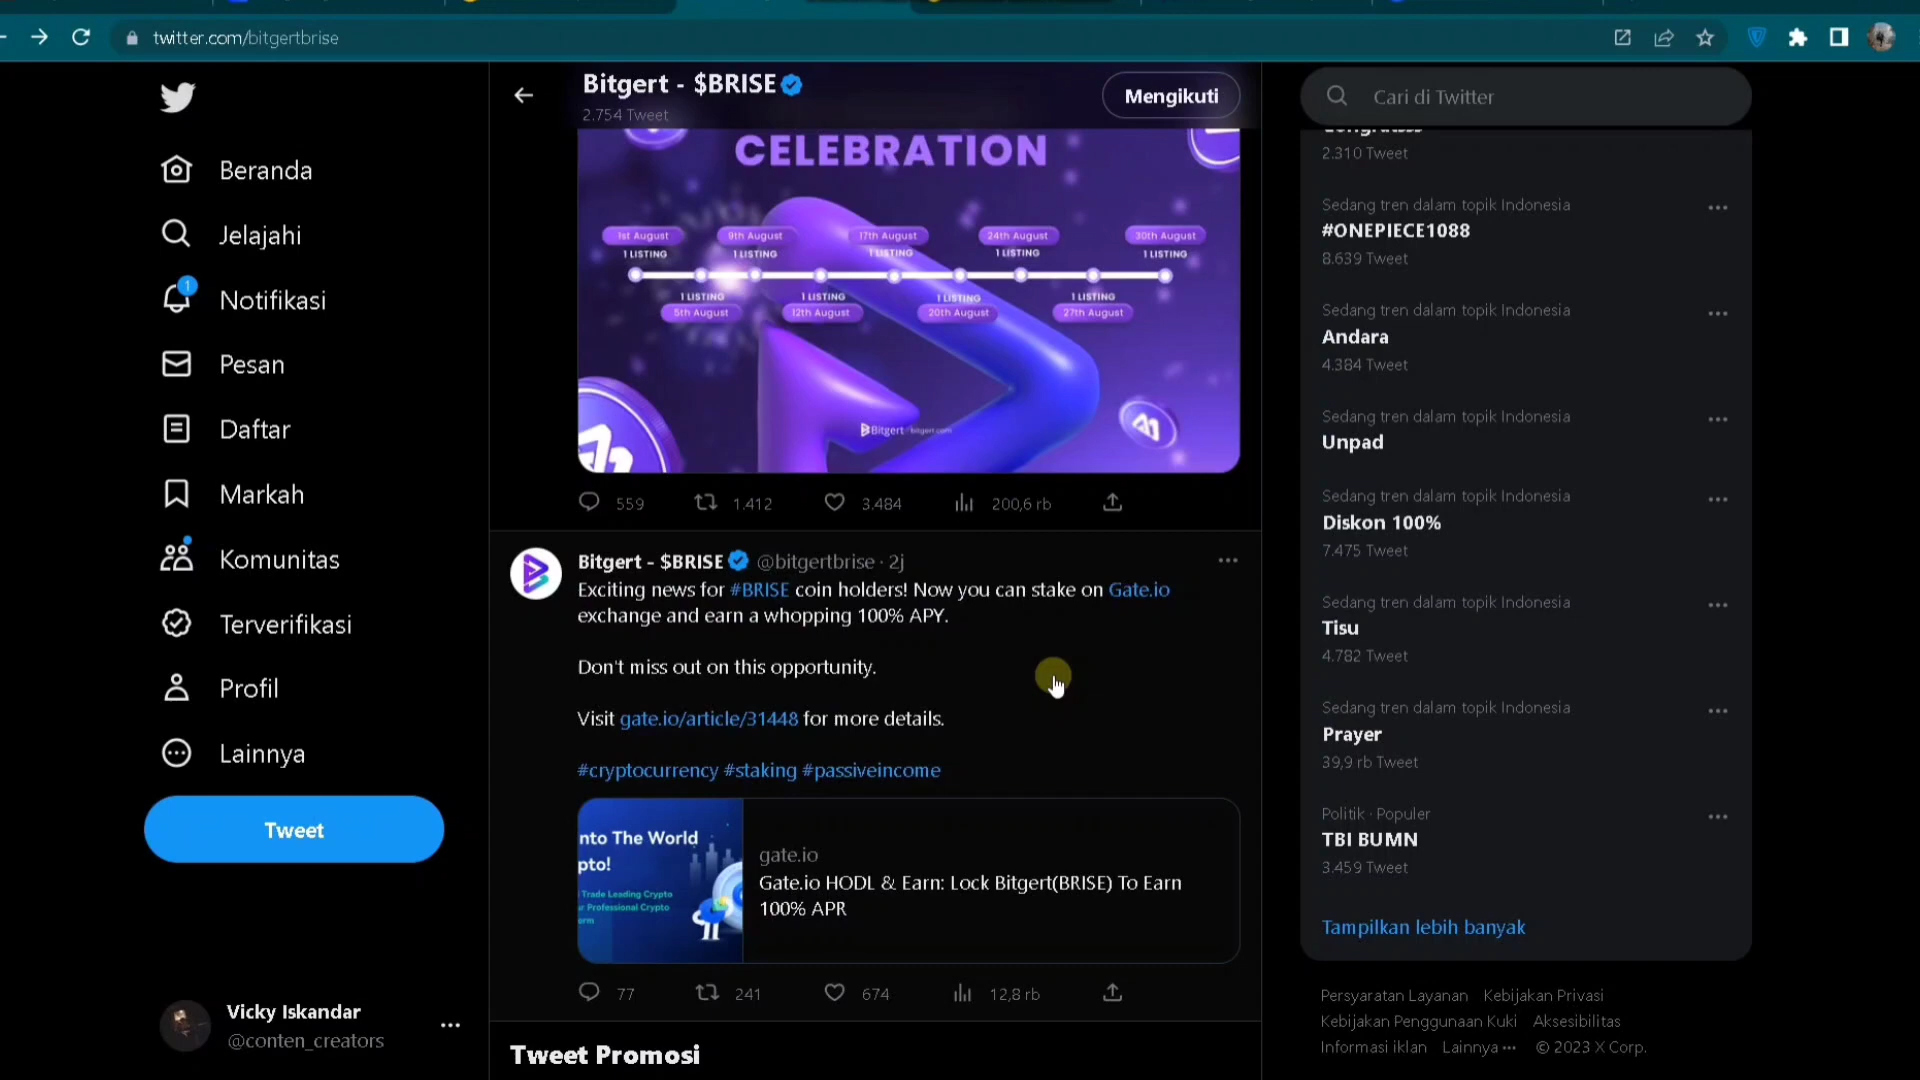 twitter.com/bitgertbrise
Beranda
Jelajahi
1
Notifikasi
Pesan
Daftar
Markah
Komunitas
Terverifikasi
Profil
Lainnya
Tweet
Vicky Iskandar
@conten_creators
Bitgert - $BRISE
2.754 Tweet
Mengikuti
CELEBRATION
1st August 9th August 17th August 24th August 30th August
1 LISTING 1 LISTING 1 LISTING 1 LISTING 1 LISTING
1 LISTING 1 LISTING 1 LISTING 1 LISTING
5th August 12th August 20th August 27th August
Bitgert bitgert.com
559 1.412 3.484 200,6 rb
Bitgert - $BRISE @bitgertbrise · 2j
Exciting news for #BRISE coin holders! Now you can stake on Gate.io
exchange and earn a whopping 100% APY.
Don't miss out on this opportunity.
Visit gate.io/article/31448 for more details.
#cryptocurrency #staking #passiveincome
nto The World
pto!
Trade Leading Crypto
r Professional Crypto
orm
gate.io
Gate.io HODL & Earn: Lock Bitgert(BRISE) To Earn
100% APR
77 241 674 12,8 rb
Tweet Promosi
Cari di Twitter
2.310 Tweet
Sedang tren dalam topik Indonesia
#ONEPIECE1088
8.639 Tweet
Sedang tren dalam topik Indonesia
Andara
4.384 Tweet
Sedang tren dalam topik Indonesia
Unpad
Sedang tren dalam topik Indonesia
Diskon 100%
7.475 Tweet
Sedang tren dalam topik Indonesia
Tisu
4.782 Tweet
Sedang tren dalam topik Indonesia
Prayer
39,9 rb Tweet
Politik · Populer
TBI BUMN
3.459 Tweet
Tampilkan lebih banyak
Persyaratan Layanan Kebijakan Privasi
Kebijakan Penggunaan Kuki Aksesibilitas
Informasi iklan Lainnya ··· © 2023 X Corp.